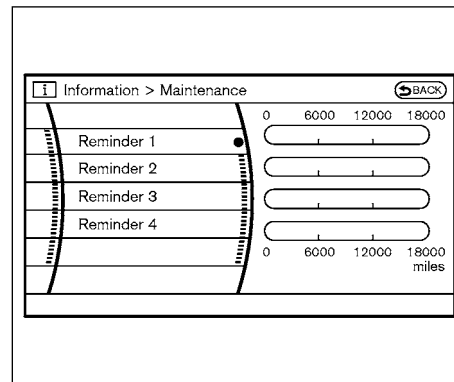 i Information > Maintenance BACK
0 6000 12000 18000
Reminder 1
Reminder 2
Reminder 3
Reminder 4
0 6000 12000 18000
miles